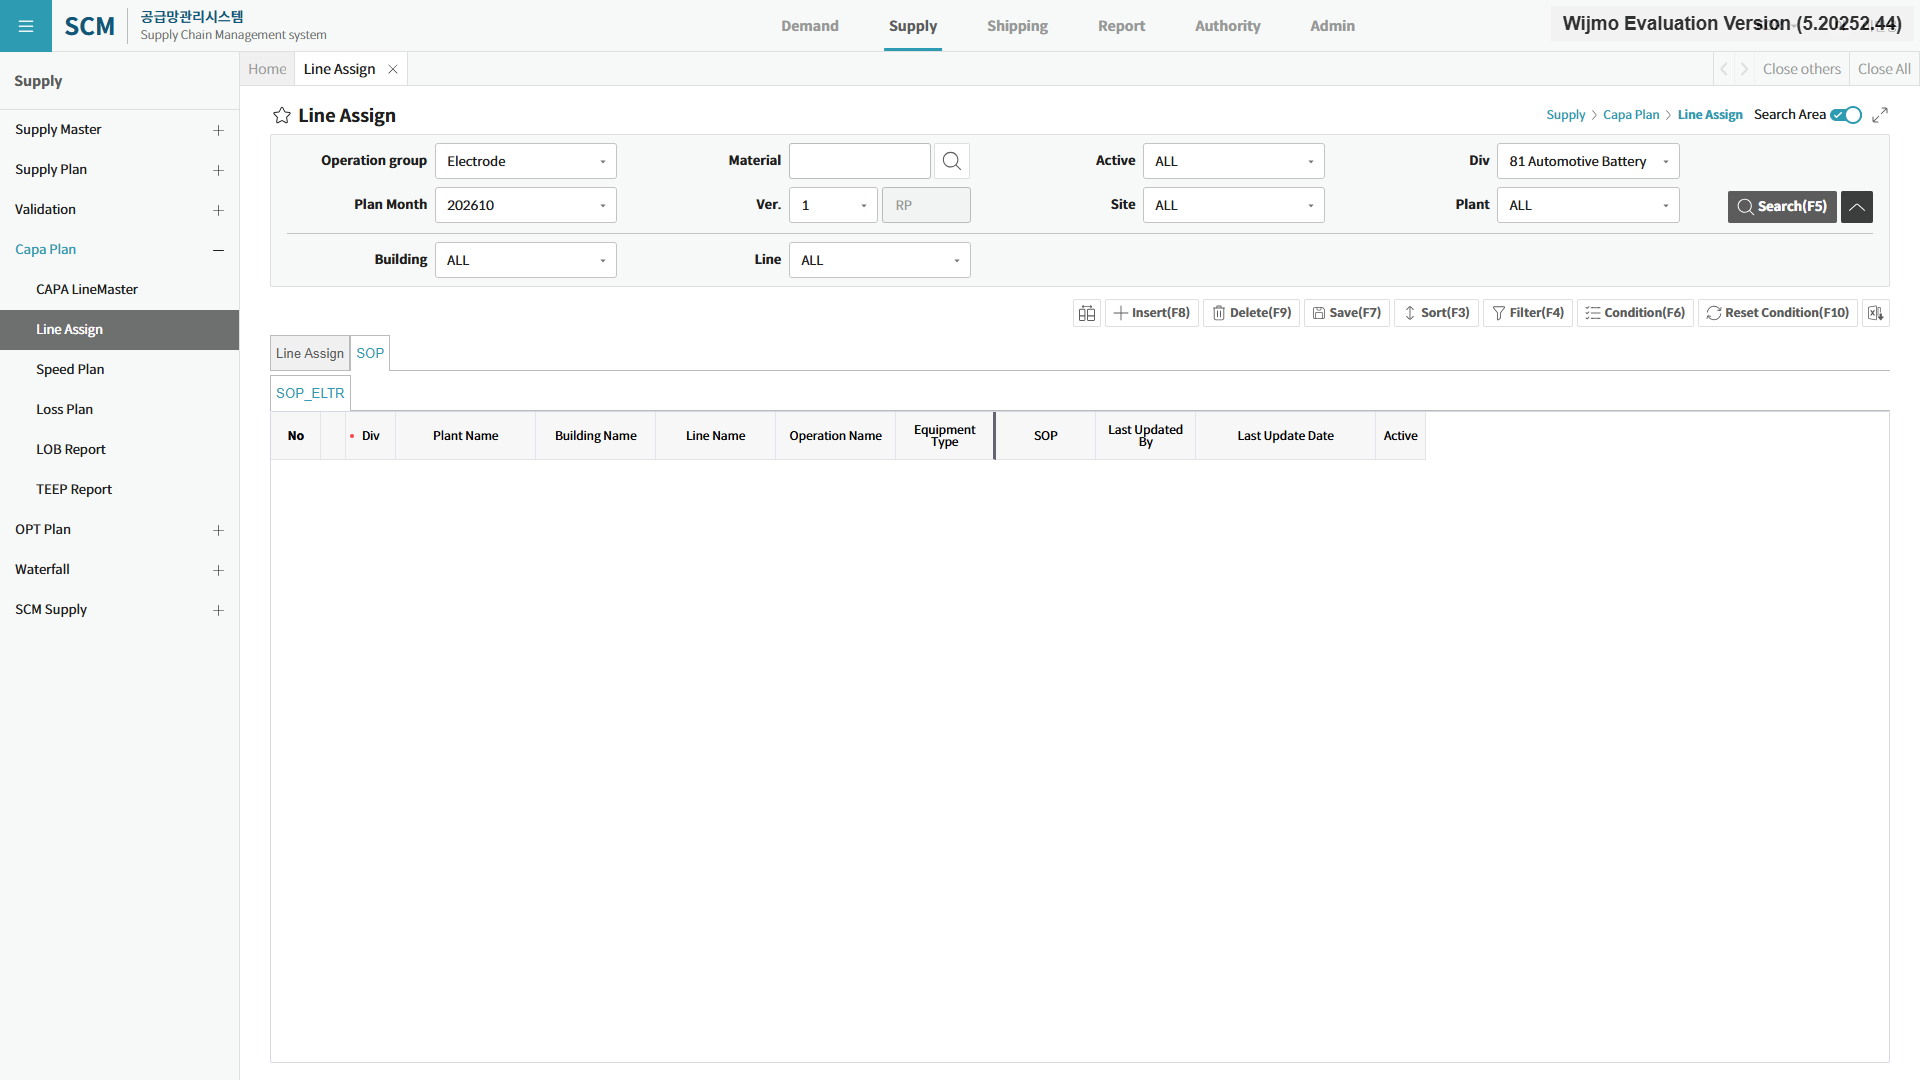 SCM
공급망관리시스템
Supply Chain Management system
Demand
Supply
Shipping
Report
Authority
Admin
Wijmo Evaluation Version (5.20252.44)
Supply
Home
Line Assign
Close others
Close All
Supply Master
Supply Plan
Validation
Capa Plan
CAPA LineMaster
Line Assign
Speed Plan
Loss Plan
LOB Report
TEEP Report
OPT Plan
Waterfall
SCM Supply
Line Assign
Supply > Capa Plan > Line Assign
Search Area
Operation group
Electrode
Material
Active
ALL
Div
81 Automotive Battery
Plan Month
202610
Ver.
1
RP
Site
ALL
Plant
ALL
Search(F5)
Building
ALL
Line
ALL
Insert(F8)
Delete(F9)
Save(F7)
Sort(F3)
Filter(F4)
Condition(F6)
Reset Condition(F10)
Line Assign
SOP
SOP_ELTR
No
Div
Plant Name
Building Name
Line Name
Operation Name
Equipment
Type
SOP
Last Updated
By
Last Update Date
Active